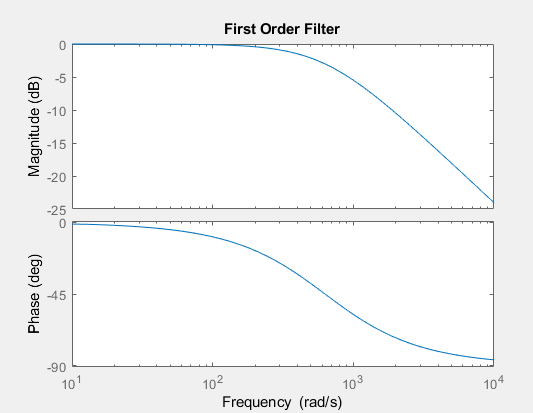 First Order Filter
0
-5
-10
-15
-20
-25
Magnitude (dB)
0
-45
-90
Phase (deg)
10^1 10^2 10^3 10^4
Frequency (rad/s)